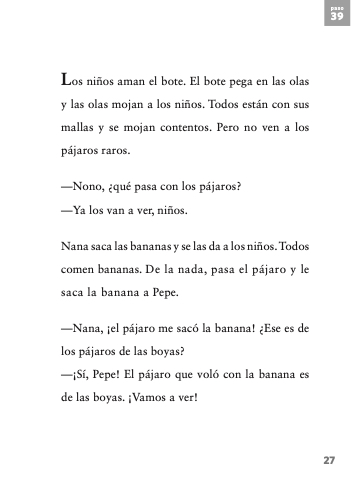 paso
39
Los niños aman el bote. El bote pega en las olas
y las olas mojan a los niños. Todos están con sus
mallas y se mojan contentos. Pero no ven a los
pájaros raros.
—Nono, ¿qué pasa con los pájaros?
—Ya los van a ver, niños.
Nana saca las bananas y se las da a los niños. Todos
comen bananas. De la nada, pasa el pájaro y le
saca la banana a Pepe.
—Nana, ¡el pájaro me sacó la banana! ¿Ese es de
los pájaros de las boyas?
—¡Sí, Pepe! El pájaro que voló con la banana es
de las boyas. ¡Vamos a ver!
27